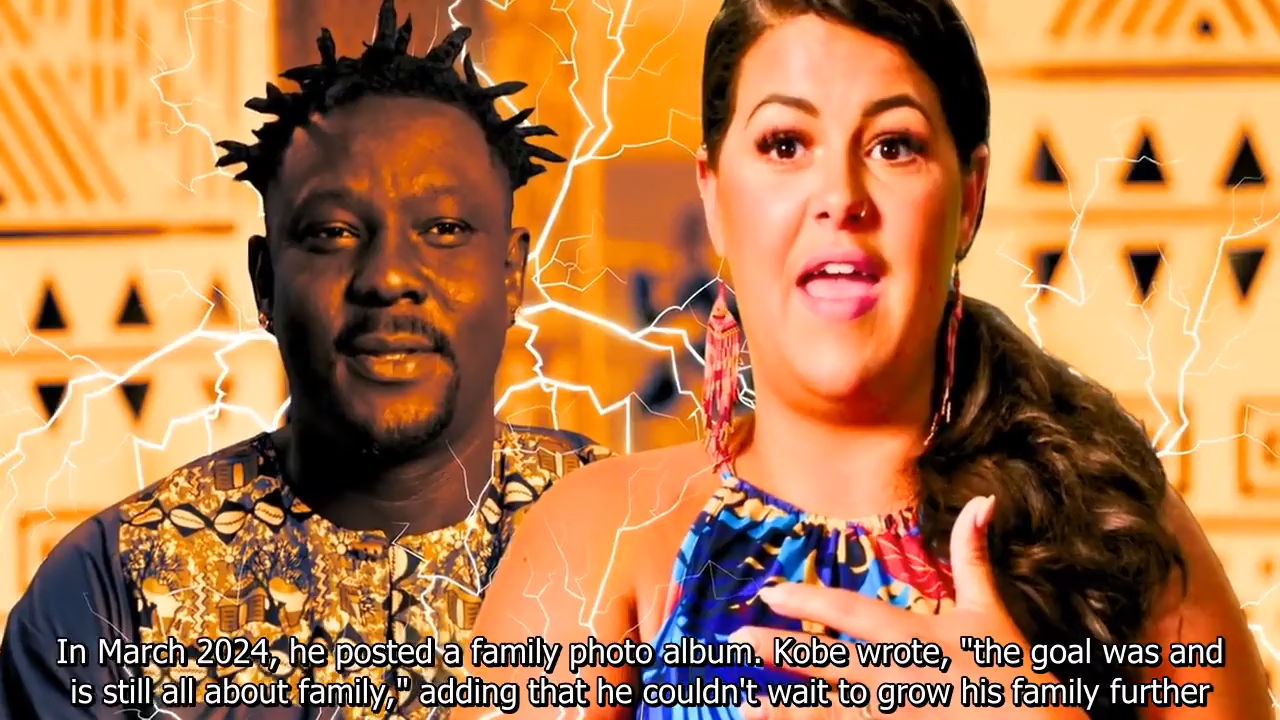 In March 2024, he posted a family photo album. Kobe wrote, "the goal was and
is still all about family," adding that he couldn't wait to grow his family further